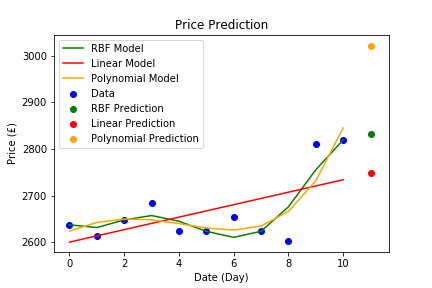 Price Prediction
RBF Model
Linear Model
Polynomial Model
Data
RBF Prediction
Linear Prediction
Polynomial Prediction
Price (£)
3000
2900
2800
2700
2600
0 2 4 6 8 10
Date (Day)